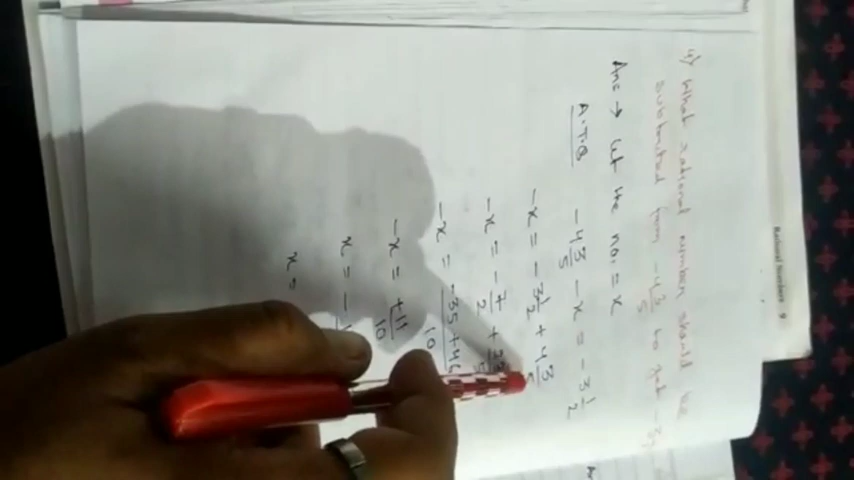 Rational Numbers 9
4) What rational number should be
subtracted from -4 3/5 to get -3 1/2
Ans → Let the no. = x
A.T.Q -4 3/5 - x = -3 1/2
-x = -3 1/2 + 4 3/5
-x = -7/2 +
-x = -35 + 46/10
-x = +11/10
x = -
x =